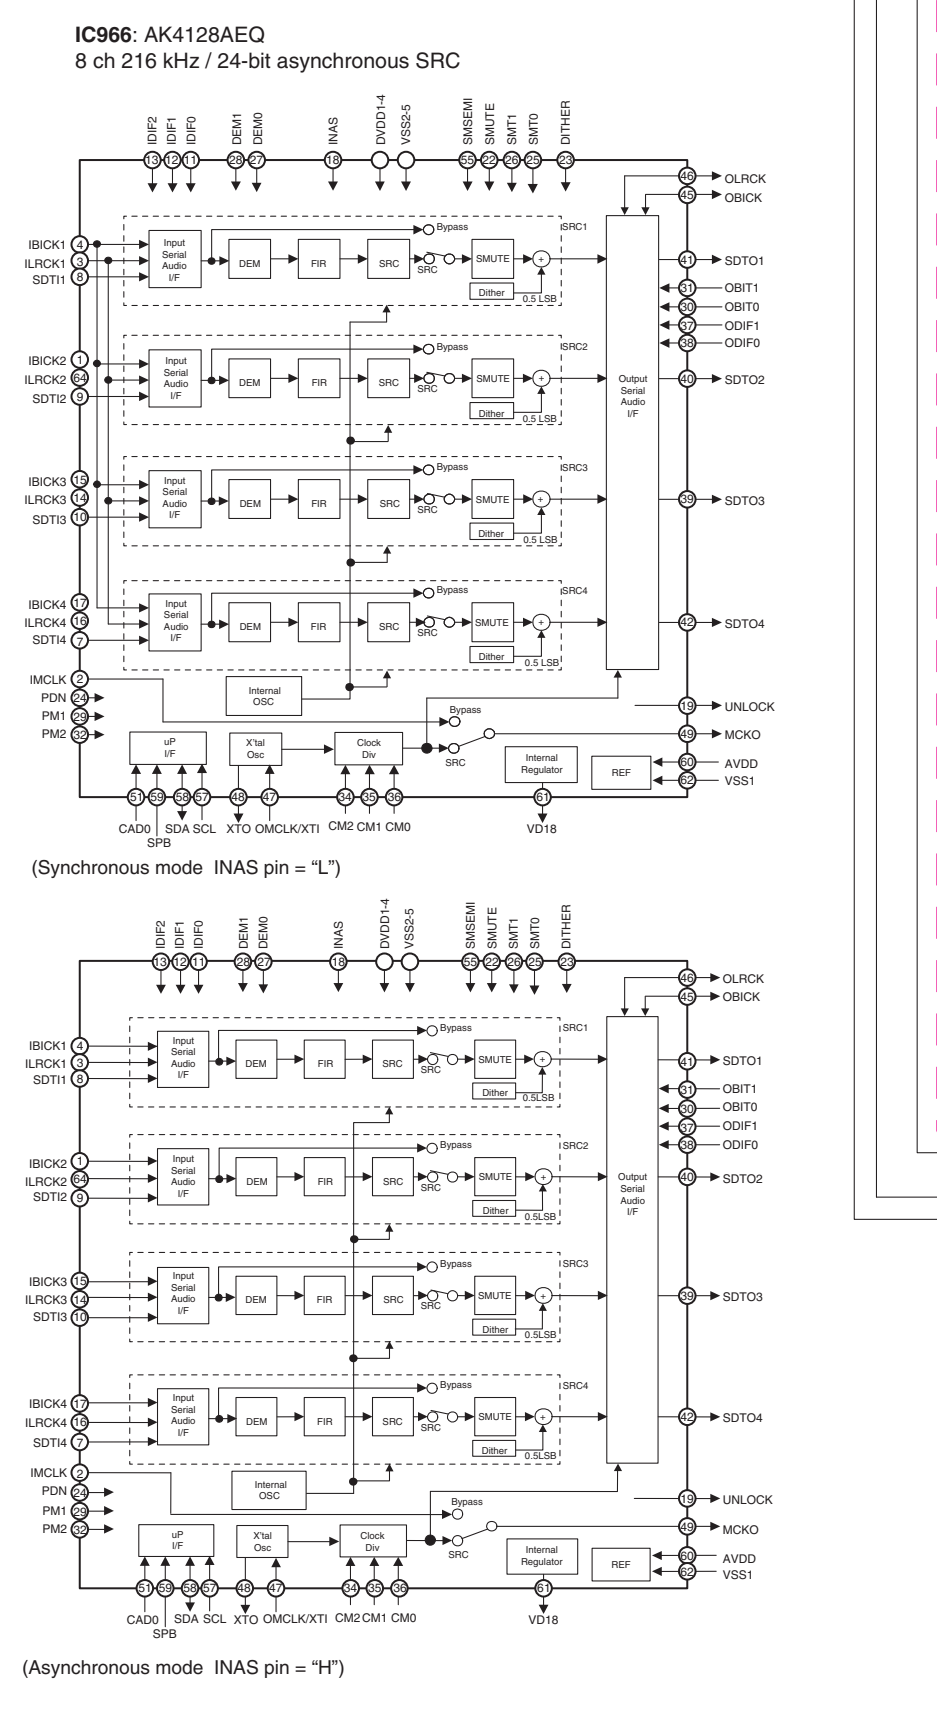 IC966: AK4128AEQ
8 ch 216 kHz / 24-bit asynchronous SRC
IDIF2 IDIF1 IDIF0 DEM1 DEM0 INAS DVDD1-4 VSS2-5 SMSEMI SMUTE SMT1 SMT0 DITHER
13 12 11 28 27 18 55 22 26 25 23
46 OLRCK
45 OBICK
Bypass SRC1
IBICK1 4
ILRCK1 3
SDTI1 8
Input
Serial
Audio
I/F
DEM FIR SRC SRC SMUTE +
Dither 0.5 LSB
41 SDTO1
31 OBIT1
30 OBIT0
37 ODIF1
38 ODIF0
Bypass SRC2
IBICK2 1
ILRCK2 64
SDTI2 9
Input
Serial
Audio
I/F
DEM FIR SRC SRC SMUTE +
Dither 0.5 LSB
Output
Serial
Audio
I/F
40 SDTO2
Bypass SRC3
IBICK3 15
ILRCK3 14
SDTI3 10
Input
Serial
Audio
I/F
DEM FIR SRC SRC SMUTE +
Dither 0.5 LSB
39 SDTO3
Bypass SRC4
IBICK4 17
ILRCK4 16
SDTI4 7
Input
Serial
Audio
I/F
DEM FIR SRC SRC SMUTE +
Dither 0.5 LSB
42 SDTO4
IMCLK 2
PDN 24
PM1 29
PM2 32
Internal
OSC
Bypass
SRC
19 UNLOCK
49 MCKO
60 AVDD
62 VSS1
uP
I/F
X'tal
Osc
Clock
Div
Internal
Regulator
REF
51 59 58 57 48 47 34 35 36 61
CAD0 SDA SCL XTO OMCLK/XTI CM2 CM1 CM0 VD18
SPB
(Synchronous mode INAS pin = “L”)
IDIF2 IDIF1 IDIF0 DEM1 DEM0 INAS DVDD1-4 VSS2-5 SMSEMI SMUTE SMT1 SMT0 DITHER
13 12 11 28 27 18 55 22 26 25 23
46 OLRCK
45 OBICK
Bypass SRC1
IBICK1 4
ILRCK1 3
SDTI1 8
Input
Serial
Audio
I/F
DEM FIR SRC SRC SMUTE +
Dither 0.5LSB
41 SDTO1
31 OBIT1
30 OBIT0
37 ODIF1
38 ODIF0
Bypass SRC2
IBICK2 1
ILRCK2 64
SDTI2 9
Input
Serial
Audio
I/F
DEM FIR SRC SRC SMUTE +
Dither 0.5LSB
Output
Serial
Audio
I/F
40 SDTO2
Bypass SRC3
IBICK3 15
ILRCK3 14
SDTI3 10
Input
Serial
Audio
I/F
DEM FIR SRC SRC SMUTE +
Dither 0.5LSB
39 SDTO3
Bypass SRC4
IBICK4 17
ILRCK4 16
SDTI4 7
Input
Serial
Audio
I/F
DEM FIR SRC SRC SMUTE +
Dither 0.5LSB
42 SDTO4
IMCLK 2
PDN 24
PM1 29
PM2 32
Internal
OSC
Bypass
SRC
19 UNLOCK
49 MCKO
60 AVDD
62 VSS1
uP
I/F
X'tal
Osc
Clock
Div
Internal
Regulator
REF
51 59 58 57 48 47 34 35 36 61
CAD0 SDA SCL XTO OMCLK/XTI CM2 CM1 CM0 VD18
SPB
(Asynchronous mode INAS pin = “H”)